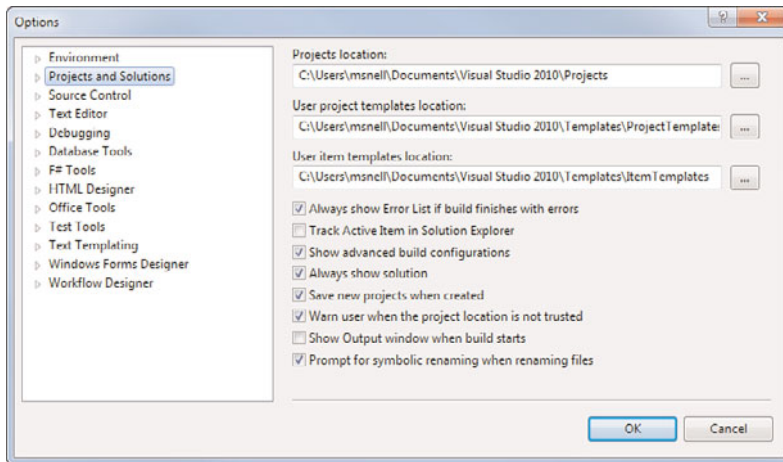 Options
Environment
Projects and Solutions
Source Control
Text Editor
Debugging
Database Tools
F# Tools
HTML Designer
Office Tools
Test Tools
Text Templating
Windows Forms Designer
Workflow Designer
Projects location:
C:\Users\msnell\Documents\Visual Studio 2010\Projects
...
User project templates location:
C:\Users\msnell\Documents\Visual Studio 2010\Templates\ProjectTemplates
...
User item templates location:
C:\Users\msnell\Documents\Visual Studio 2010\Templates\ItemTemplates
...
Always show Error List if build finishes with errors
Track Active Item in Solution Explorer
Show advanced build configurations
Always show solution
Save new projects when created
Warn user when the project location is not trusted
Show Output window when build starts
Prompt for symbolic renaming when renaming files
OK
Cancel